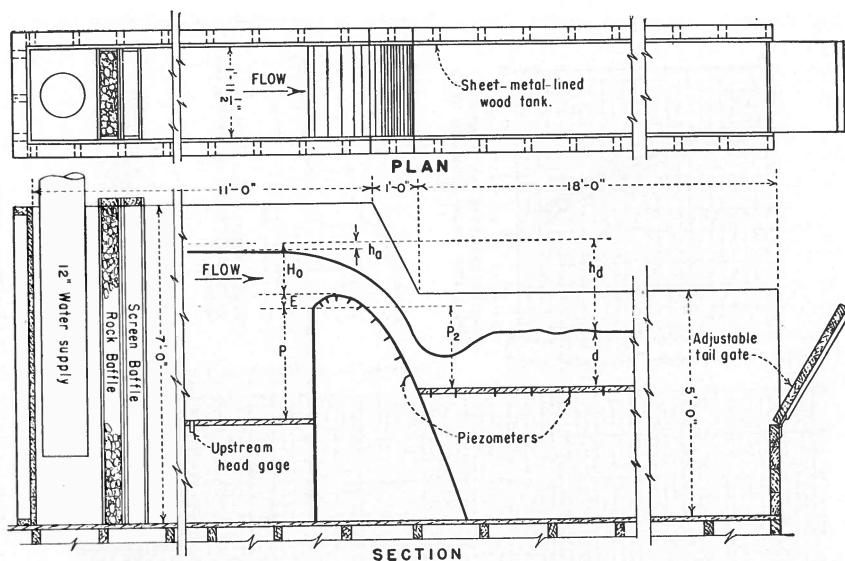 1'-11½"
FLOW
Sheet-metal-lined
wood tank.
PLAN
11'-0"
1'-0"
18'-0"
12" Water supply
Rock Baffle
Screen Baffle
7'-0"
FLOW
hₐ
H₀
E
P
P₂
h_d
d
Adjustable
tail gate
5'-0"
Upstream
head gage
Piezometers
SECTION